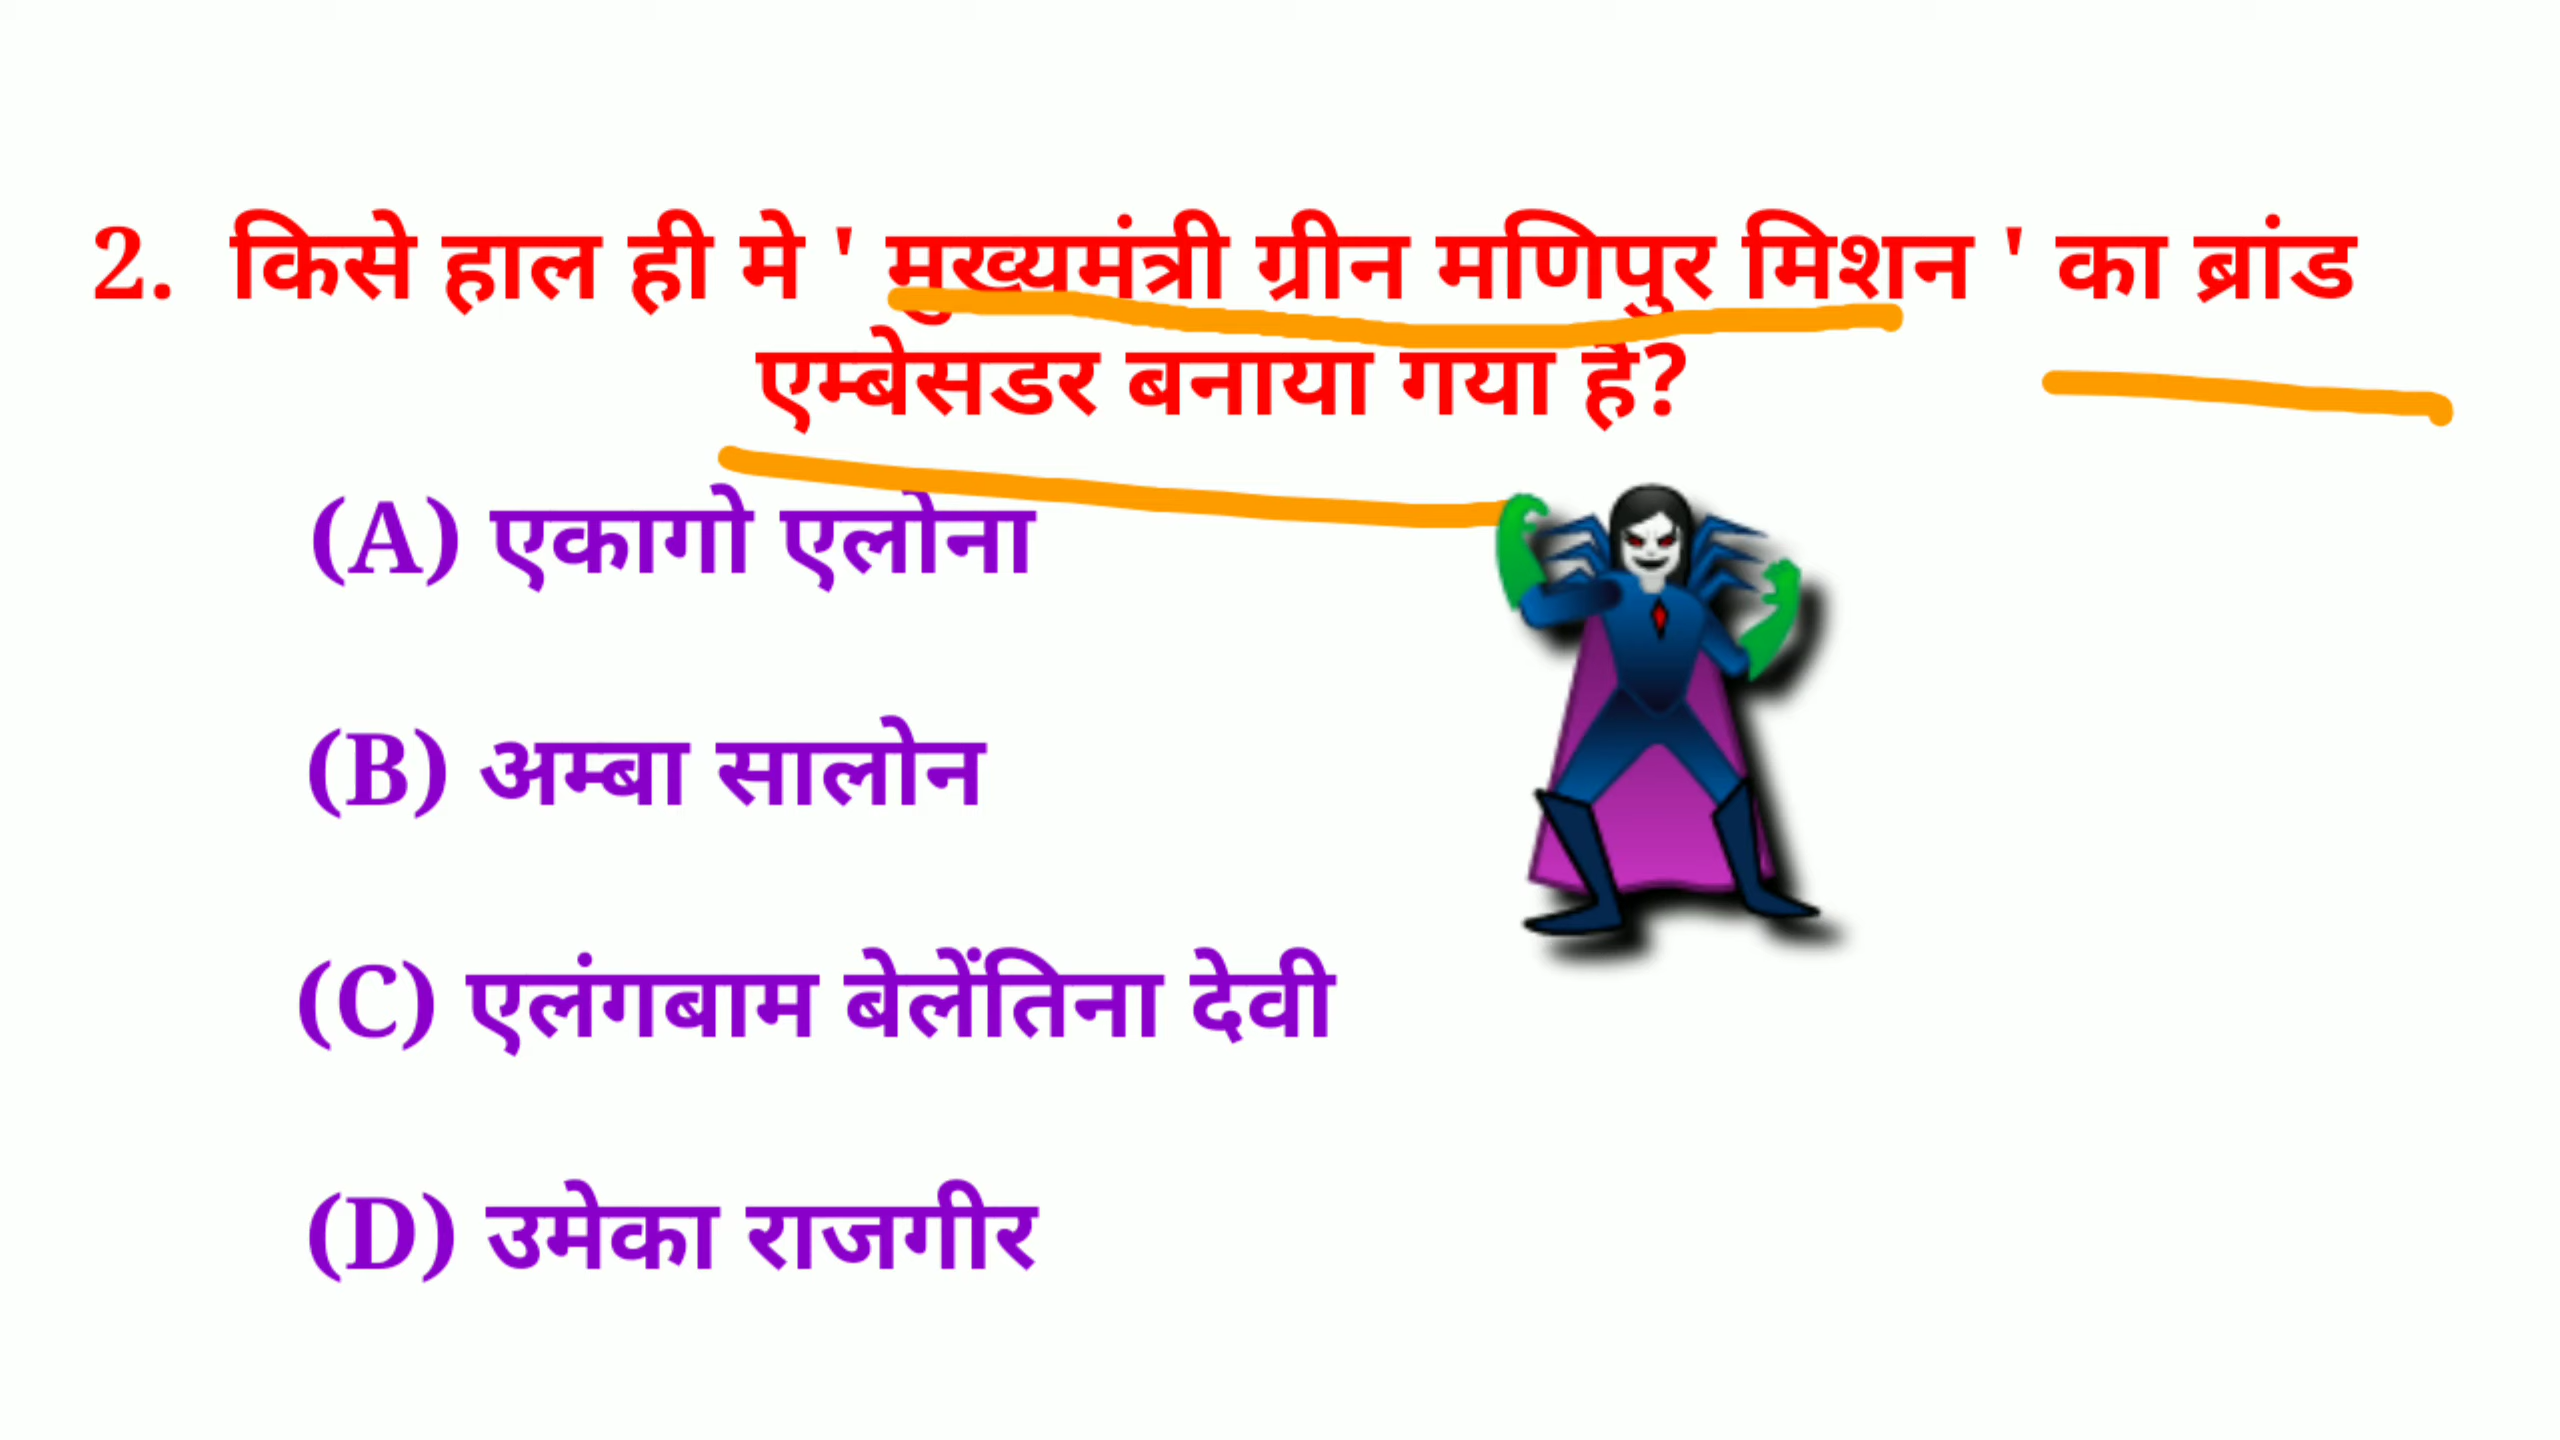 2. किसे हाल ही मे ' मुख्यमंत्री ग्रीन मणिपुर मिशन ' का ब्रांड
एम्बेसडर बनाया गया है?
(A) एकागो एलोना
(B) अम्बा सालोन
(C) एलंगबाम बेलेंतिना देवी
(D) उमेका राजगीर